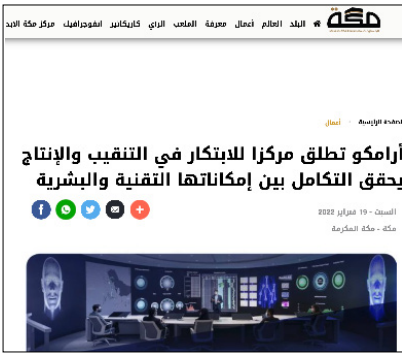 مكة
البلد العالم أعمال معرفة الملعب الرأي كاريكاتير انفوجرافيك مركز مكة الابد
لصفحة الرئيسية أعمال
أرامكو تطلق مركزا للابتكار في التنقيب والإنتاج
يحقق التكامل بين إمكاناتها التقنية والبشرية
السبت - 19 فبراير 2022
مكة - مكة المكرمة